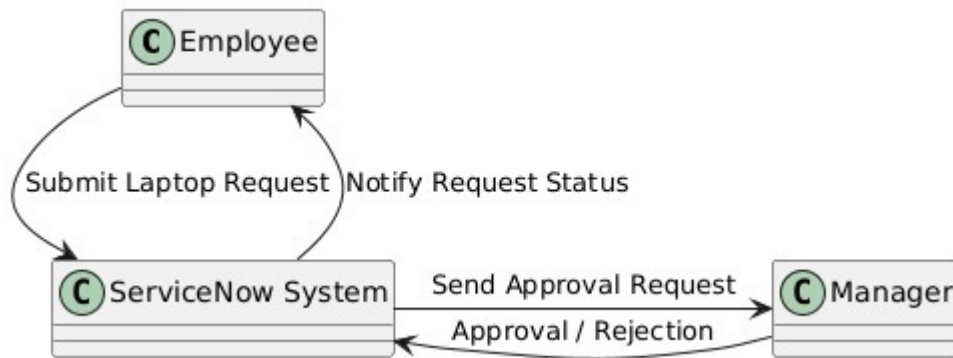 C Employee
Submit Laptop Request
Notify Request Status
C ServiceNow System
Send Approval Request
Approval / Rejection
C Manager